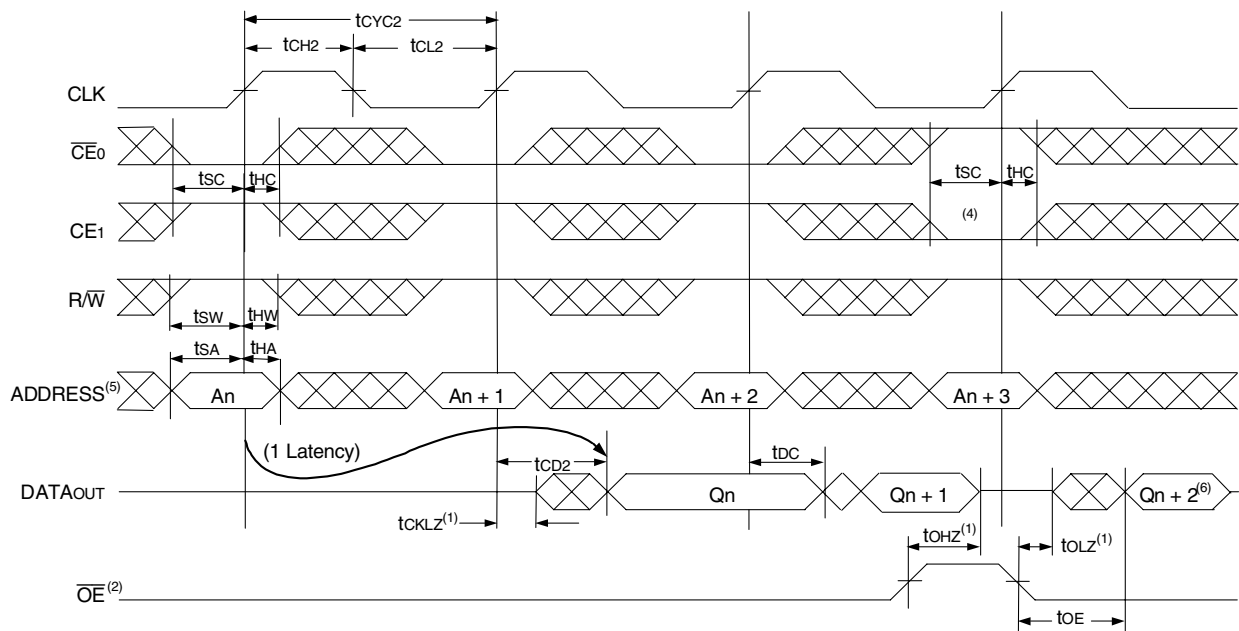 tCYC2
tCH2 tCL2
CLK
CE0
tSC tHC tSC tHC
CE1 (4)
R/W
tSW tHW
tSA tHA
ADDRESS(5) An An + 1 An + 2 An + 3
(1 Latency) tCD2 tDC
DATAOUT Qn Qn + 1 Qn + 2(6)
tCKLZ(1) tOHZ(1) tOLZ(1)
OE(2)
tOE